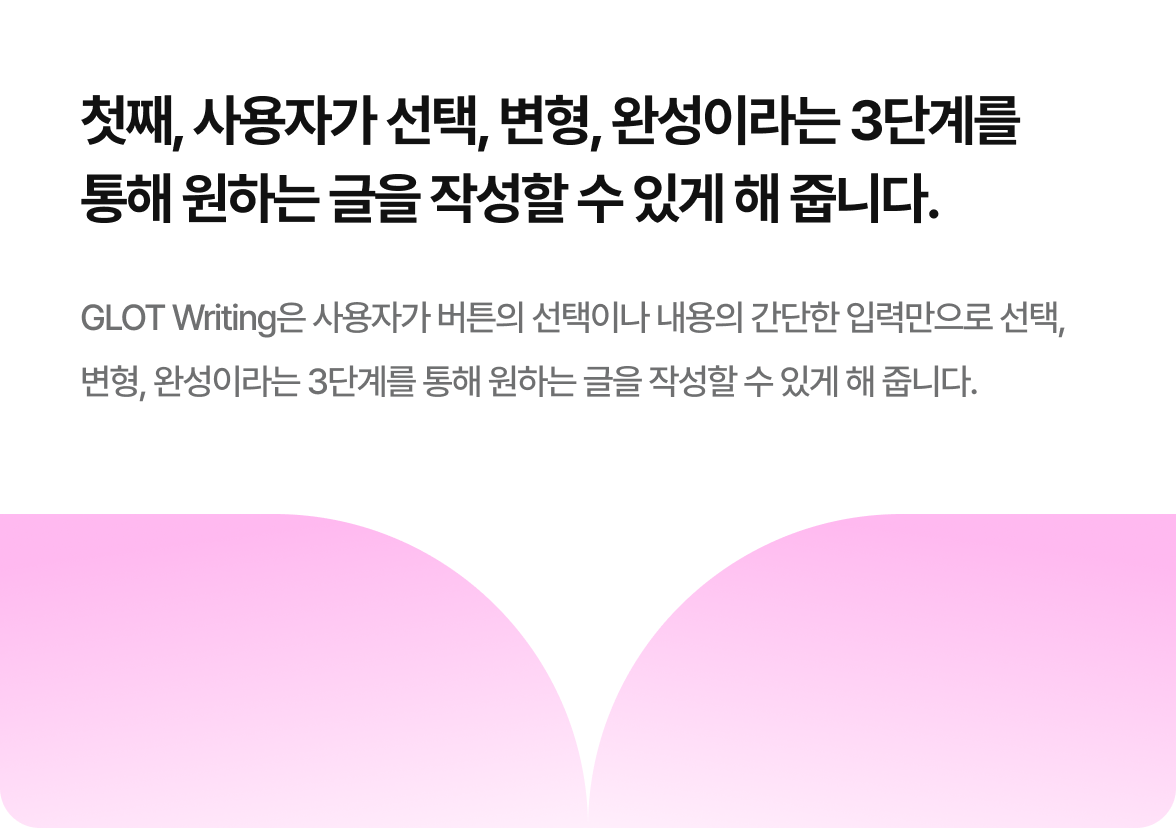 첫째, 사용자가 선택, 변형, 완성이라는 3단계를
통해 원하는 글을 작성할 수 있게 해 줍니다.
GLOT Writing은 사용자가 버튼의 선택이나 내용의 간단한 입력만으로 선택,
변형, 완성이라는 3단계를 통해 원하는 글을 작성할 수 있게 해 줍니다.